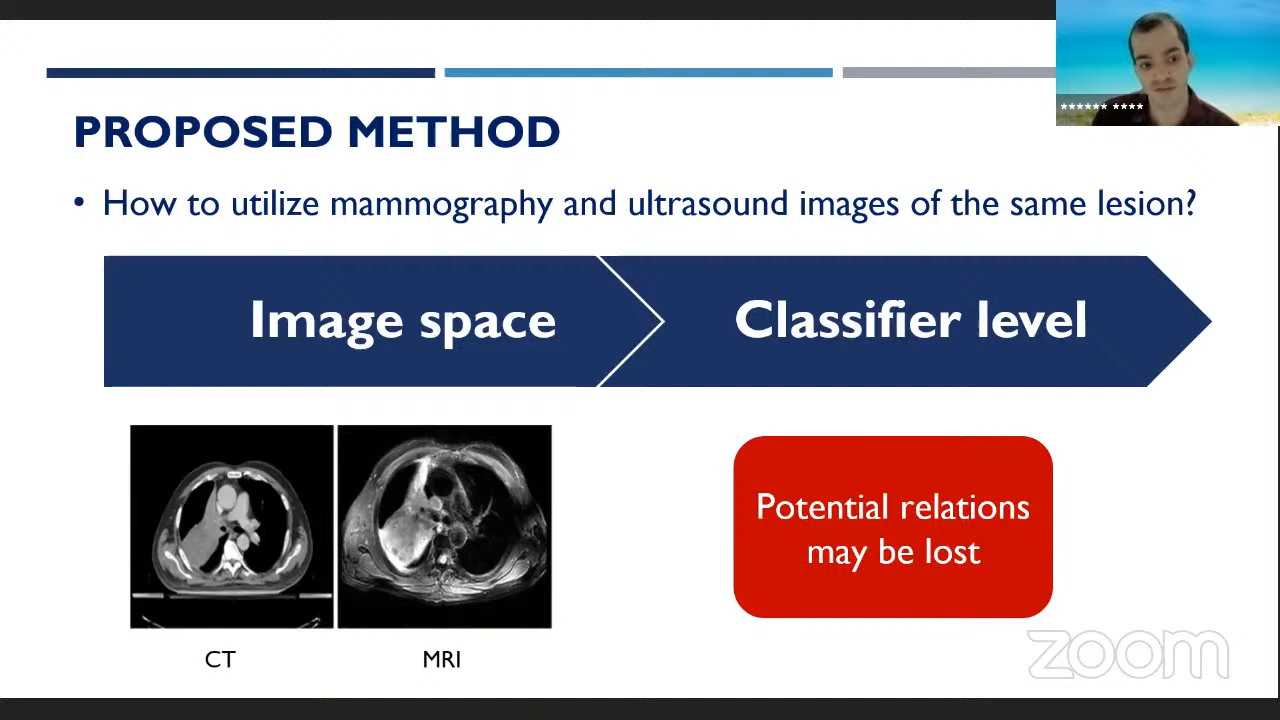 ****** ****
PROPOSED METHOD
• How to utilize mammography and ultrasound images of the same lesion?
Image space
Classifier level
Potential relations
may be lost
CT
MRI
zoom